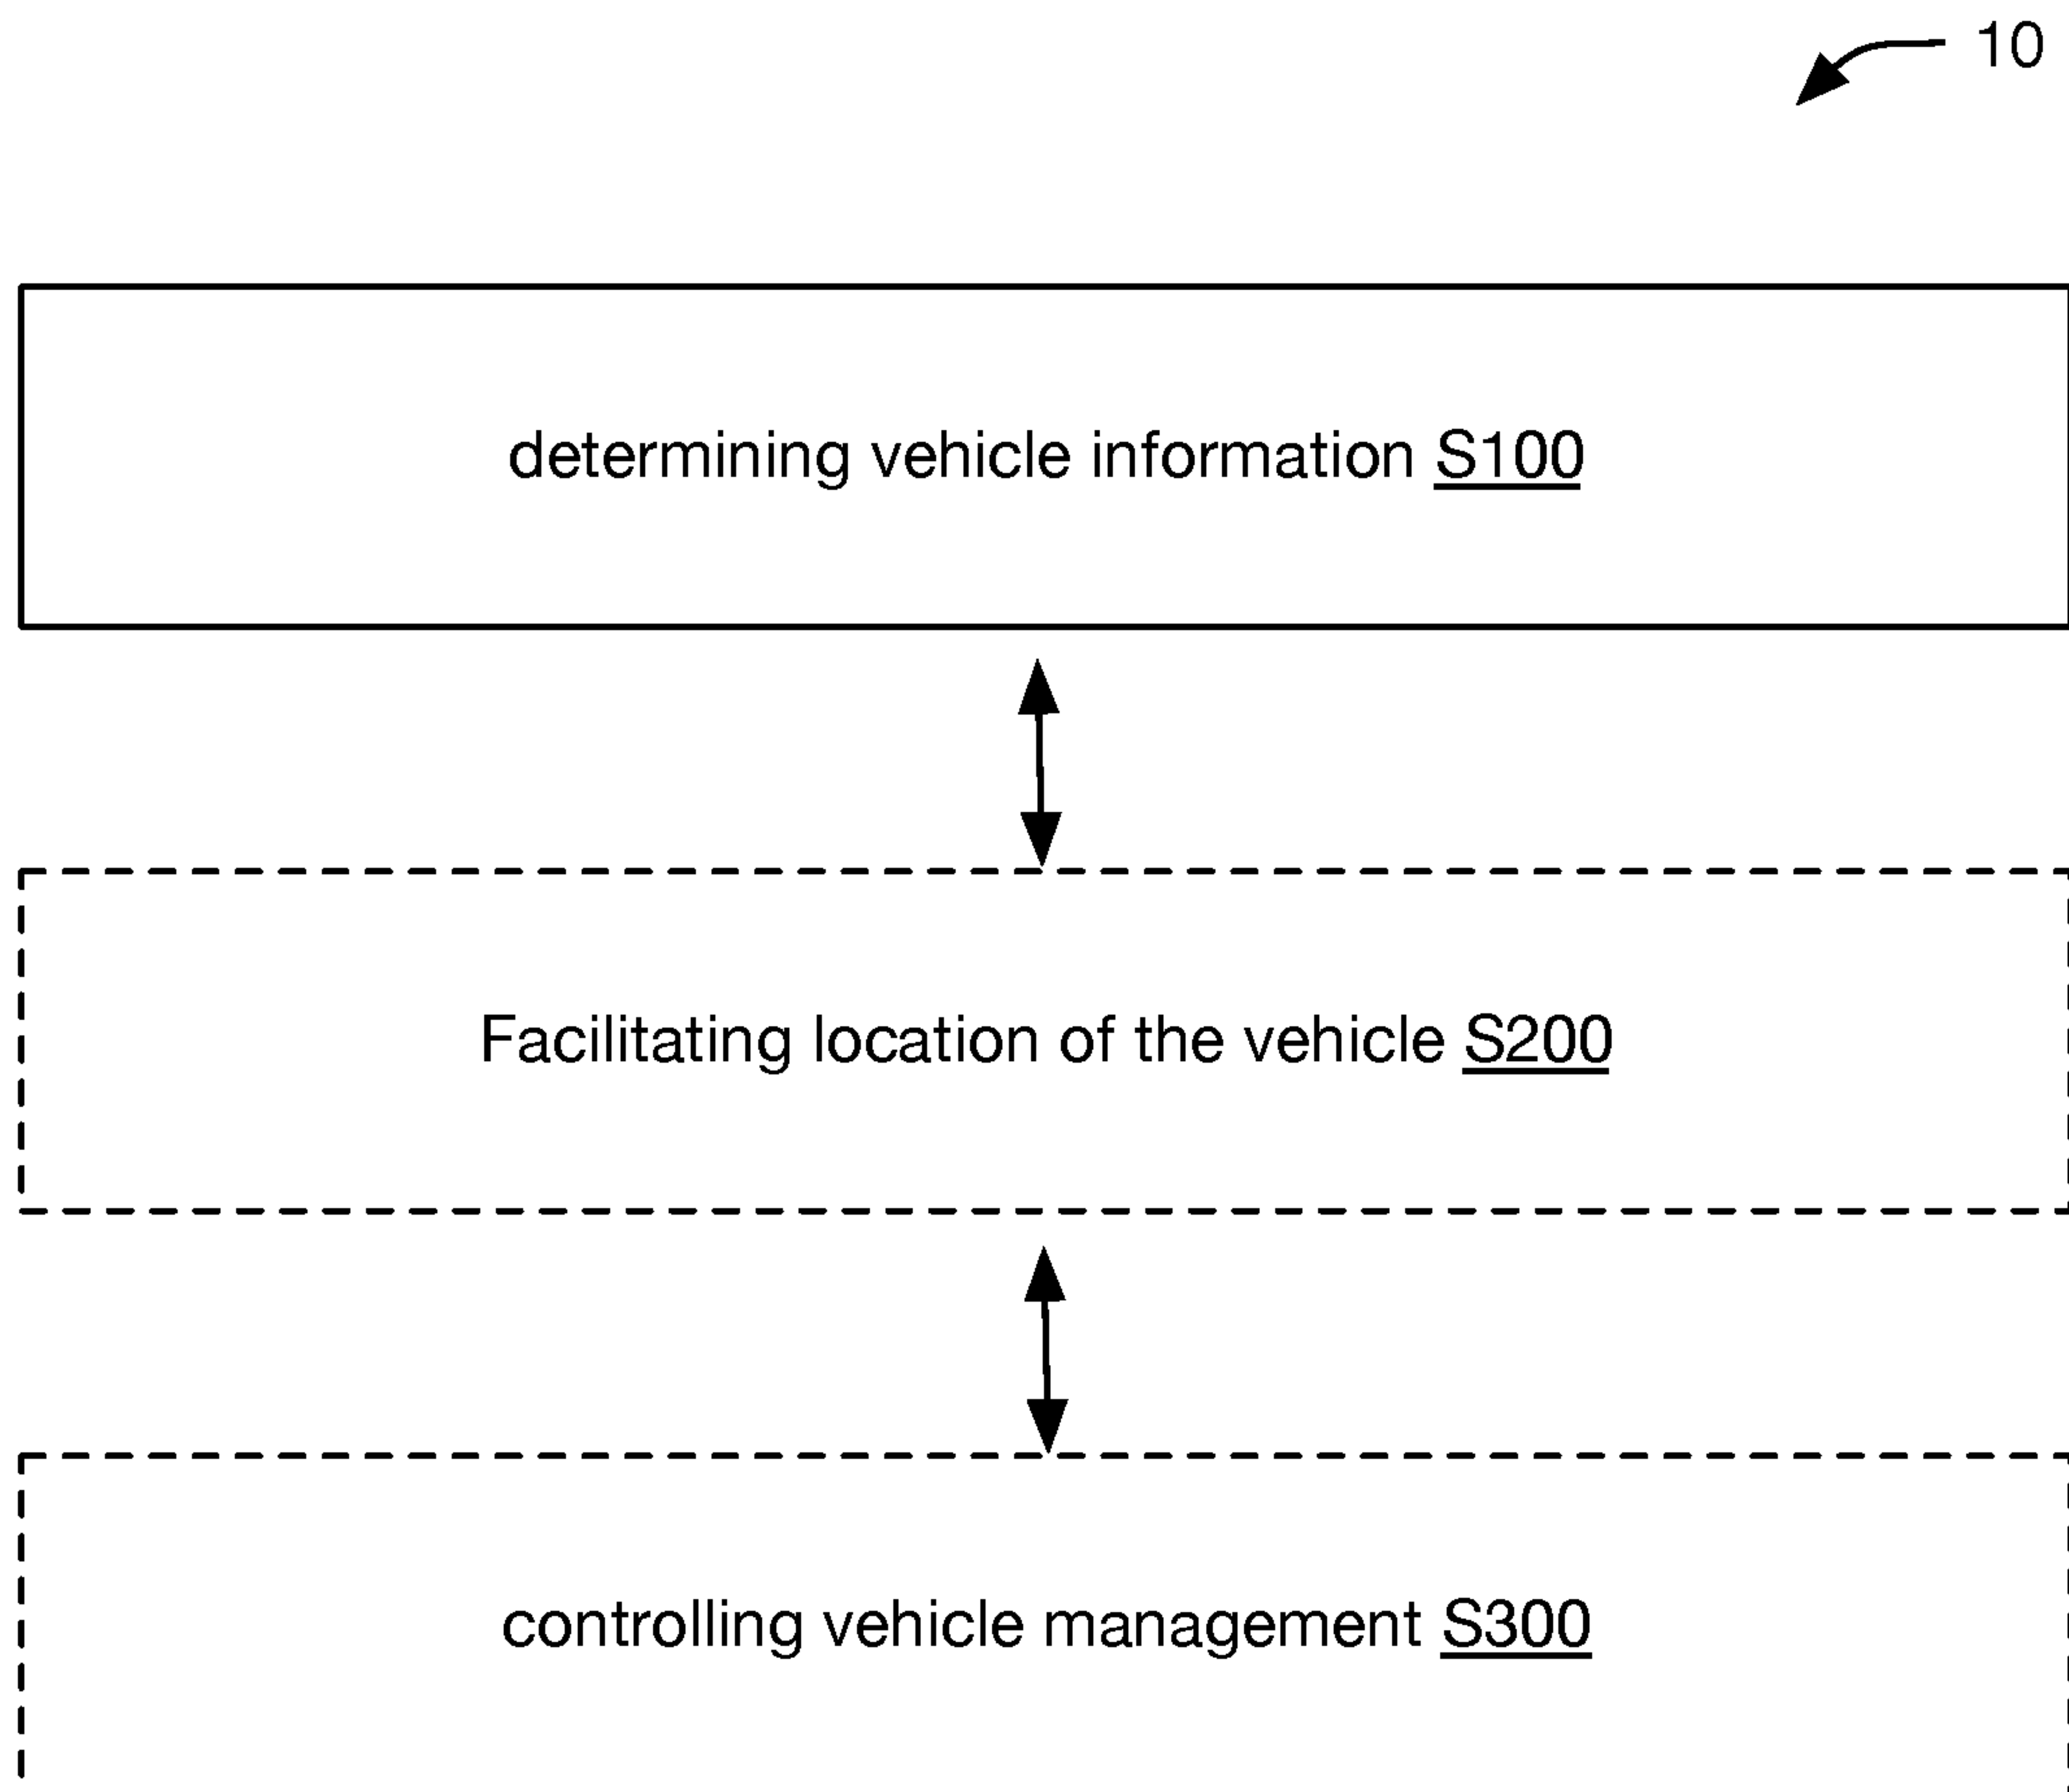 10
determining vehicle information S100
Facilitating location of the vehicle S200
controlling vehicle management S300